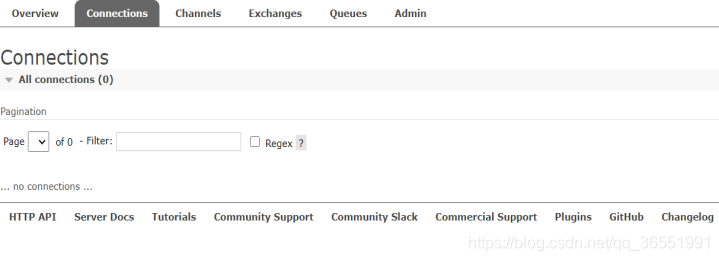 Overview Connections Channels Exchanges Queues Admin
Connections
All connections (0)
Pagination
Page of 0 - Filter: Regex ?
... no connections ...
HTTP API Server Docs Tutorials Community Support Community Slack Commercial Support Plugins GitHub Changelog
https://blog.csdn.net/qq_36551991